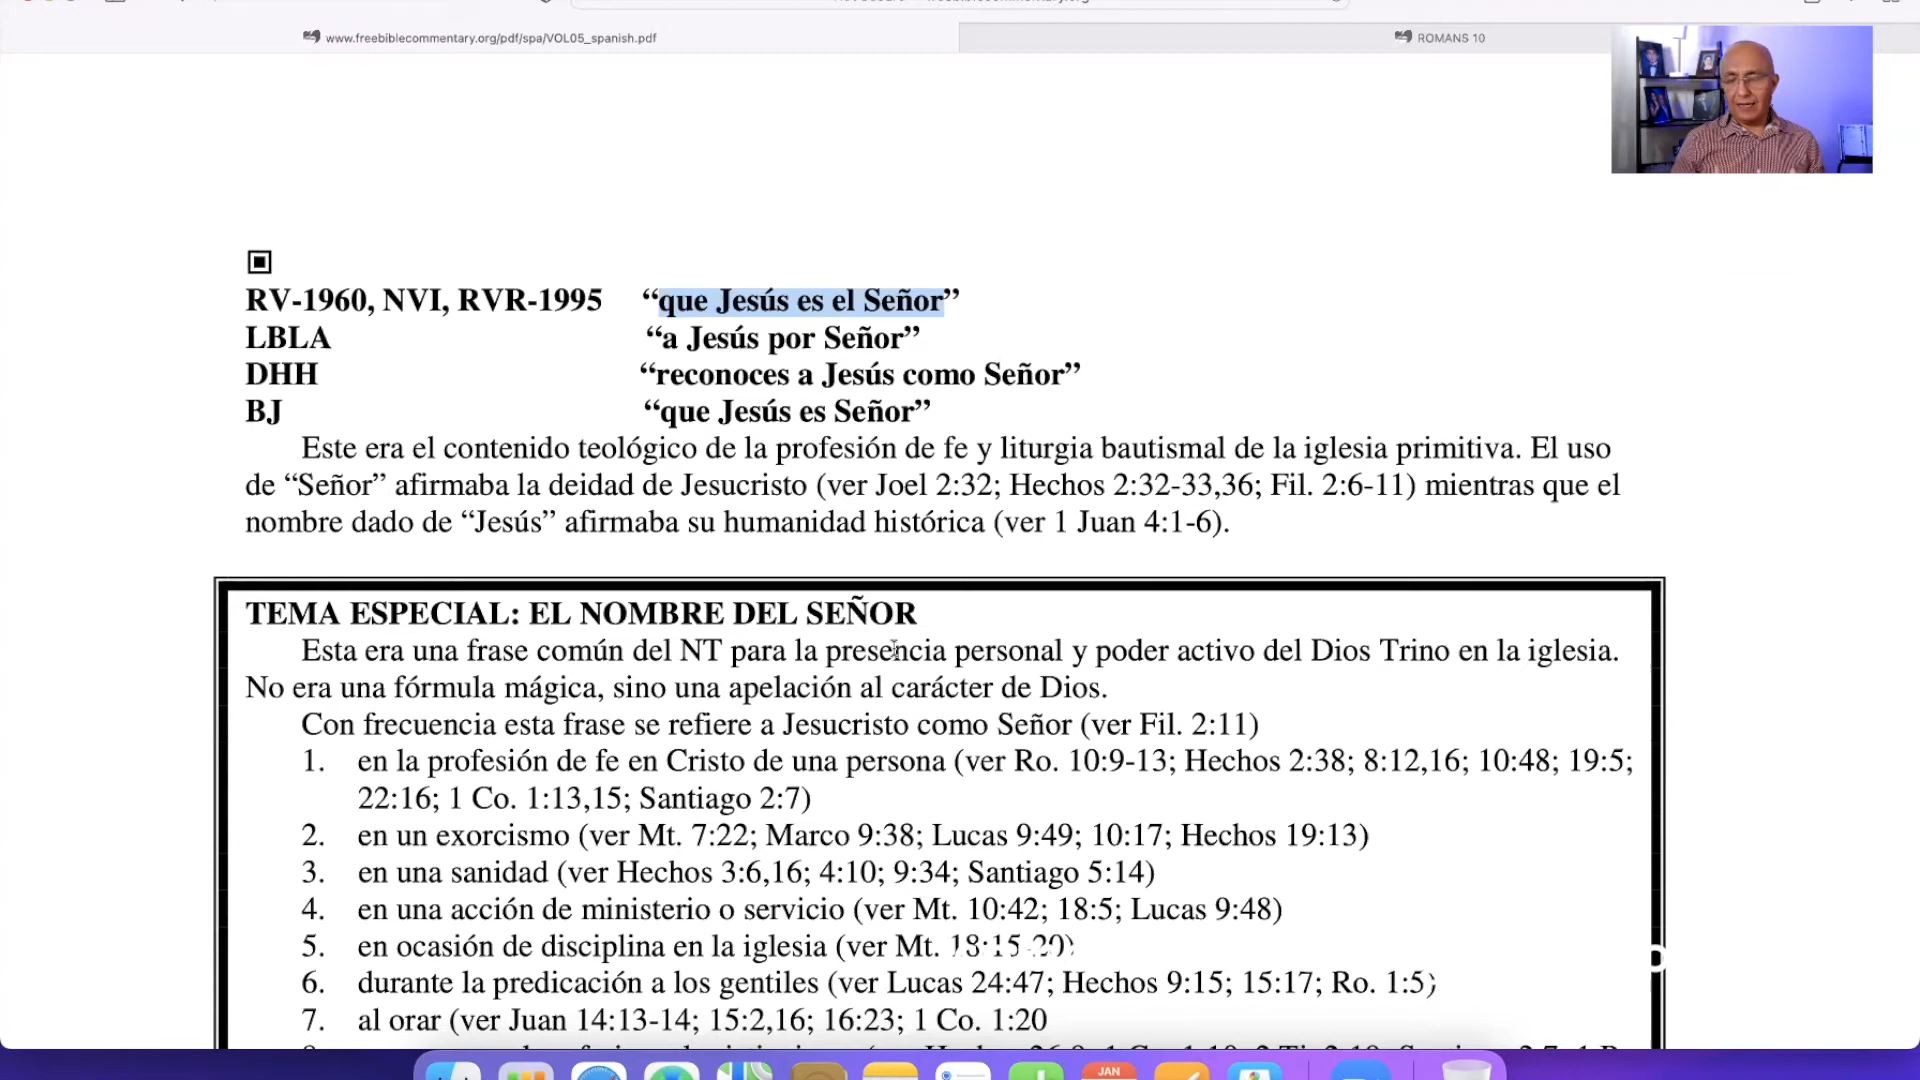 www.freebiblecommentary.org/pdf/spa/VOL05_spanish.pdf
ROMANS 10
RV-1960, NVI, RVR-1995 “que Jesús es el Señor”
LBLA “a Jesús por Señor”
DHH “reconoces a Jesús como Señor”
BJ “que Jesús es Señor”
Este era el contenido teológico de la profesión de fe y liturgia bautismal de la iglesia primitiva. El uso
de “Señor” afirmaba la deidad de Jesucristo (ver Joel 2:32; Hechos 2:32-33,36; Fil. 2:6-11) mientras que el
nombre dado de “Jesús” afirmaba su humanidad histórica (ver 1 Juan 4:1-6).
TEMA ESPECIAL: EL NOMBRE DEL SEÑOR
Esta era una frase común del NT para la presencia personal y poder activo del Dios Trino en la iglesia.
No era una fórmula mágica, sino una apelación al carácter de Dios.
Con frecuencia esta frase se refiere a Jesucristo como Señor (ver Fil. 2:11)
1. en la profesión de fe en Cristo de una persona (ver Ro. 10:9-13; Hechos 2:38; 8:12,16; 10:48; 19:5;
22:16; 1 Co. 1:13,15; Santiago 2:7)
2. en un exorcismo (ver Mt. 7:22; Marco 9:38; Lucas 9:49; 10:17; Hechos 19:13)
3. en una sanidad (ver Hechos 3:6,16; 4:10; 9:34; Santiago 5:14)
4. en una acción de ministerio o servicio (ver Mt. 10:42; 18:5; Lucas 9:48)
5. en ocasión de disciplina en la iglesia (ver Mt. 18:15-20)
6. durante la predicación a los gentiles (ver Lucas 24:47; Hechos 9:15; 15:17; Ro. 1:5)
7. al orar (ver Juan 14:13-14; 15:2,16; 16:23; 1 Co. 1:20
JAN